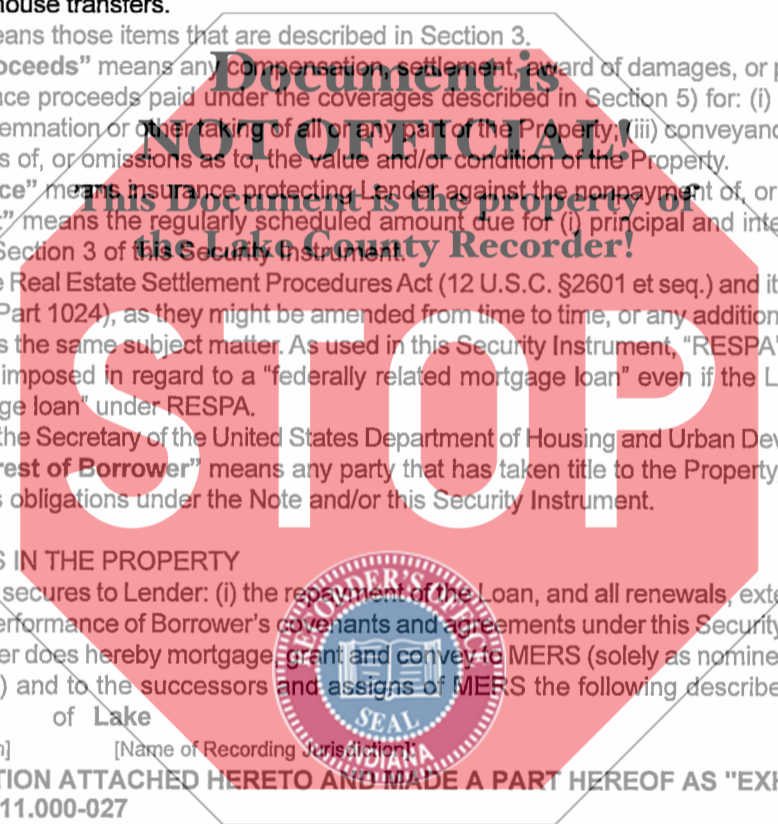 house transfers.
eans those items that are described in Section 3.
oceeds” means any compensation, settlement, award of damages, or p
Document is
ce proceeds paid under the coverages described in Section 5) for: (i)
emnation or other taking of all or any part of the Property; (iii) conveyanc
NOT OFFICIAL!
s of, or omissions as to, the value and/or condition of the Property.
ce” means insurance protecting Lender against the nonpayment of, or
This Document is the property of
” means the regularly scheduled amount due for (i) principal and inte
Section 3 of this Security Instrument.
the Lake County Recorder!
e Real Estate Settlement Procedures Act (12 U.S.C. §2601 et seq.) and it
Part 1024), as they might be amended from time to time, or any addition
s the same subject matter. As used in this Security Instrument, “RESPA”
imposed in regard to a “federally related mortgage loan” even if the L
ge loan” under RESPA.
STOP
the Secretary of the United States Department of Housing and Urban Dev
rest of Borrower” means any party that has taken title to the Property
s obligations under the Note and/or this Security Instrument.
S IN THE PROPERTY
secures to Lender: (i) the repayment of the Loan, and all renewals, exte
erformance of Borrower’s covenants and agreements under this Security
er does hereby mortgage, grant and convey to MERS (solely as nomine
) and to the successors and assigns of MERS the following describe
RECORDER'S OFFICE
SEAL
INDIANA
of Lake
n] [Name of Recording Jurisdiction]:
TION ATTACHED HERETO AND MADE A PART HEREOF AS "EXH
11.000-027